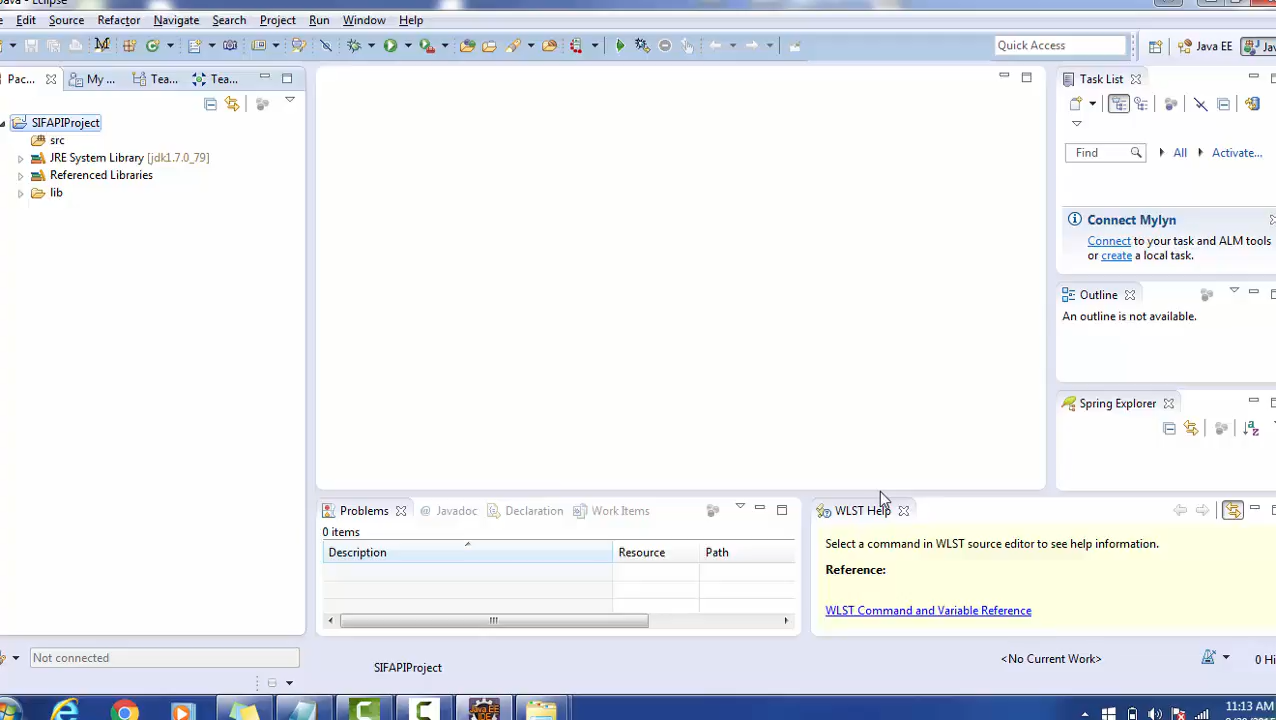 Java - Eclipse
Edit Source Refactor Navigate Search Project Run Window Help
Quick Access
Java EE
Pac...
My ...
Tea...
Tea...
SIFAPIProject
src
JRE System Library [jdk1.7.0_79]
Referenced Libraries
lib
Task List
Find
All
Activate...
Connect Mylyn
Connect to your task and ALM tools
or create a local task.
Outline
An outline is not available.
Spring Explorer
Problems
Javadoc
Declaration
Work Items
0 items
Description Resource Path
WLST Help
Select a command in WLST source editor to see help information.
Reference:
WLST Command and Variable Reference
Not connected
SIFAPIProject
<No Current Work>
11:13 AM